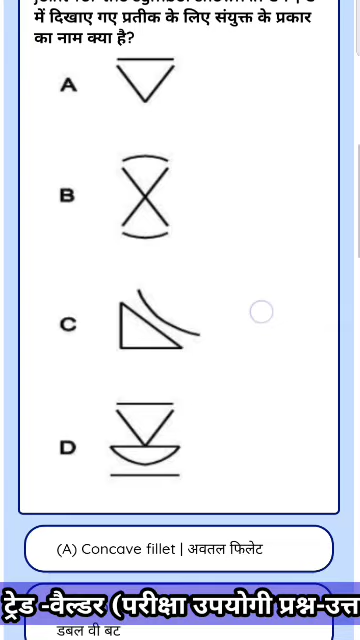 में दिखाए गए प्रतीक के लिए संयुक्त के प्रकार
का नाम क्या है?
A
B
C
D
(A) Concave fillet | अवतल फिलेट
ट्रेड -वैल्डर (परीक्षा उपयोगी प्रश्न-उत्त
डबल वी बट